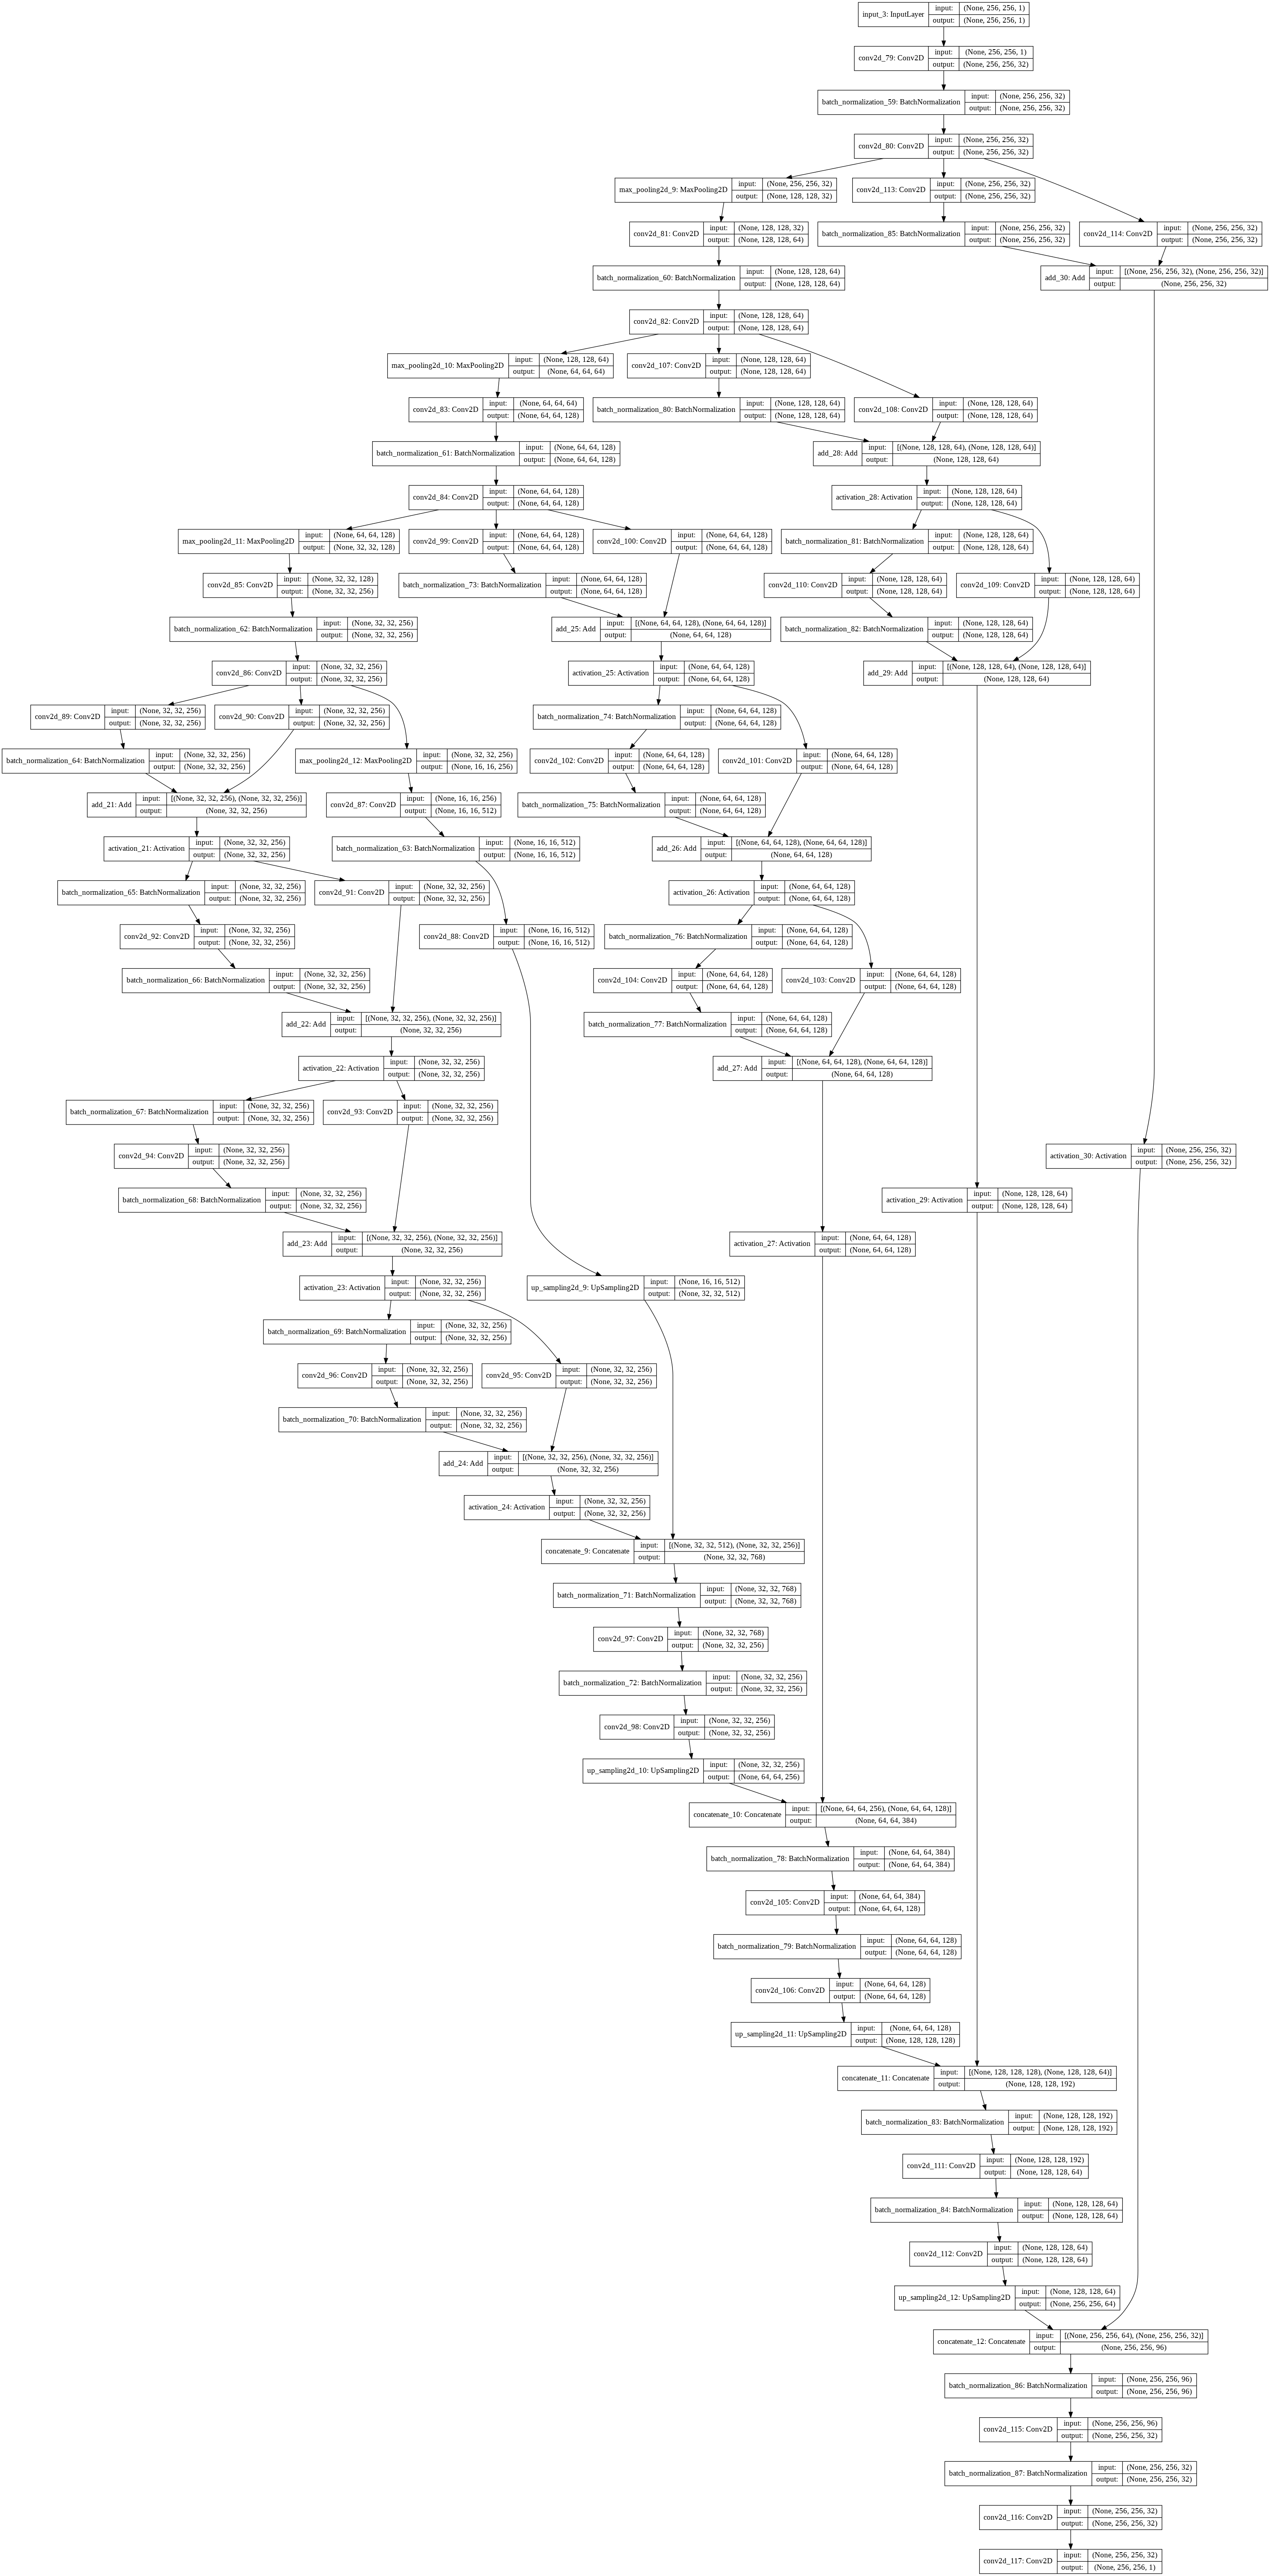 input_3: InputLayer
input: (None, 256, 256, 1)
output: (None, 256, 256, 1)
conv2d_79: Conv2D
input: (None, 256, 256, 1)
output: (None, 256, 256, 32)
batch_normalization_59: BatchNormalization
input: (None, 256, 256, 32)
output: (None, 256, 256, 32)
conv2d_80: Conv2D
input: (None, 256, 256, 32)
output: (None, 256, 256, 32)
max_pooling2d_9: MaxPooling2D
input: (None, 256, 256, 32)
output: (None, 128, 128, 32)
conv2d_113: Conv2D
input: (None, 256, 256, 32)
output: (None, 256, 256, 32)
conv2d_81: Conv2D
input: (None, 128, 128, 32)
output: (None, 128, 128, 64)
batch_normalization_85: BatchNormalization
input: (None, 256, 256, 32)
output: (None, 256, 256, 32)
conv2d_114: Conv2D
input: (None, 256, 256, 32)
output: (None, 256, 256, 32)
batch_normalization_60: BatchNormalization
input: (None, 128, 128, 64)
output: (None, 128, 128, 64)
add_30: Add
input: [(None, 256, 256, 32), (None, 256, 256, 32)]
output: (None, 256, 256, 32)
conv2d_82: Conv2D
input: (None, 128, 128, 64)
output: (None, 128, 128, 64)
max_pooling2d_10: MaxPooling2D
input: (None, 128, 128, 64)
output: (None, 64, 64, 64)
conv2d_107: Conv2D
input: (None, 128, 128, 64)
output: (None, 128, 128, 64)
conv2d_83: Conv2D
input: (None, 64, 64, 64)
output: (None, 64, 64, 128)
batch_normalization_80: BatchNormalization
input: (None, 128, 128, 64)
output: (None, 128, 128, 64)
conv2d_108: Conv2D
input: (None, 128, 128, 64)
output: (None, 128, 128, 64)
batch_normalization_61: BatchNormalization
input: (None, 64, 64, 128)
output: (None, 64, 64, 128)
add_28: Add
input: [(None, 128, 128, 64), (None, 128, 128, 64)]
output: (None, 128, 128, 64)
conv2d_84: Conv2D
input: (None, 64, 64, 128)
output: (None, 64, 64, 128)
activation_28: Activation
input: (None, 128, 128, 64)
output: (None, 128, 128, 64)
max_pooling2d_11: MaxPooling2D
input: (None, 64, 64, 128)
output: (None, 32, 32, 128)
conv2d_99: Conv2D
input: (None, 64, 64, 128)
output: (None, 64, 64, 128)
conv2d_100: Conv2D
input: (None, 64, 64, 128)
output: (None, 64, 64, 128)
batch_normalization_81: BatchNormalization
input: (None, 128, 128, 64)
output: (None, 128, 128, 64)
conv2d_85: Conv2D
input: (None, 32, 32, 128)
output: (None, 32, 32, 256)
batch_normalization_73: BatchNormalization
input: (None, 64, 64, 128)
output: (None, 64, 64, 128)
conv2d_110: Conv2D
input: (None, 128, 128, 64)
output: (None, 128, 128, 64)
conv2d_109: Conv2D
input: (None, 128, 128, 64)
output: (None, 128, 128, 64)
batch_normalization_62: BatchNormalization
input: (None, 32, 32, 256)
output: (None, 32, 32, 256)
add_25: Add
input: [(None, 64, 64, 128), (None, 64, 64, 128)]
output: (None, 64, 64, 128)
batch_normalization_82: BatchNormalization
input: (None, 128, 128, 64)
output: (None, 128, 128, 64)
conv2d_86: Conv2D
input: (None, 32, 32, 256)
output: (None, 32, 32, 256)
activation_25: Activation
input: (None, 64, 64, 128)
output: (None, 64, 64, 128)
add_29: Add
input: [(None, 128, 128, 64), (None, 128, 128, 64)]
output: (None, 128, 128, 64)
conv2d_89: Conv2D
input: (None, 32, 32, 256)
output: (None, 32, 32, 256)
conv2d_90: Conv2D
input: (None, 32, 32, 256)
output: (None, 32, 32, 256)
batch_normalization_74: BatchNormalization
input: (None, 64, 64, 128)
output: (None, 64, 64, 128)
batch_normalization_64: BatchNormalization
input: (None, 32, 32, 256)
output: (None, 32, 32, 256)
max_pooling2d_12: MaxPooling2D
input: (None, 32, 32, 256)
output: (None, 16, 16, 256)
conv2d_102: Conv2D
input: (None, 64, 64, 128)
output: (None, 64, 64, 128)
conv2d_101: Conv2D
input: (None, 64, 64, 128)
output: (None, 64, 64, 128)
add_21: Add
input: [(None, 32, 32, 256), (None, 32, 32, 256)]
output: (None, 32, 32, 256)
conv2d_87: Conv2D
input: (None, 16, 16, 256)
output: (None, 16, 16, 512)
batch_normalization_75: BatchNormalization
input: (None, 64, 64, 128)
output: (None, 64, 64, 128)
activation_21: Activation
input: (None, 32, 32, 256)
output: (None, 32, 32, 256)
batch_normalization_63: BatchNormalization
input: (None, 16, 16, 512)
output: (None, 16, 16, 512)
add_26: Add
input: [(None, 64, 64, 128), (None, 64, 64, 128)]
output: (None, 64, 64, 128)
batch_normalization_65: BatchNormalization
input: (None, 32, 32, 256)
output: (None, 32, 32, 256)
conv2d_91: Conv2D
input: (None, 32, 32, 256)
output: (None, 32, 32, 256)
activation_26: Activation
input: (None, 64, 64, 128)
output: (None, 64, 64, 128)
conv2d_92: Conv2D
input: (None, 32, 32, 256)
output: (None, 32, 32, 256)
conv2d_88: Conv2D
input: (None, 16, 16, 512)
output: (None, 16, 16, 512)
batch_normalization_76: BatchNormalization
input: (None, 64, 64, 128)
output: (None, 64, 64, 128)
batch_normalization_66: BatchNormalization
input: (None, 32, 32, 256)
output: (None, 32, 32, 256)
conv2d_104: Conv2D
input: (None, 64, 64, 128)
output: (None, 64, 64, 128)
conv2d_103: Conv2D
input: (None, 64, 64, 128)
output: (None, 64, 64, 128)
add_22: Add
input: [(None, 32, 32, 256), (None, 32, 32, 256)]
output: (None, 32, 32, 256)
batch_normalization_77: BatchNormalization
input: (None, 64, 64, 128)
output: (None, 64, 64, 128)
activation_22: Activation
input: (None, 32, 32, 256)
output: (None, 32, 32, 256)
add_27: Add
input: [(None, 64, 64, 128), (None, 64, 64, 128)]
output: (None, 64, 64, 128)
batch_normalization_67: BatchNormalization
input: (None, 32, 32, 256)
output: (None, 32, 32, 256)
conv2d_93: Conv2D
input: (None, 32, 32, 256)
output: (None, 32, 32, 256)
conv2d_94: Conv2D
input: (None, 32, 32, 256)
output: (None, 32, 32, 256)
activation_30: Activation
input: (None, 256, 256, 32)
output: (None, 256, 256, 32)
batch_normalization_68: BatchNormalization
input: (None, 32, 32, 256)
output: (None, 32, 32, 256)
activation_29: Activation
input: (None, 128, 128, 64)
output: (None, 128, 128, 64)
add_23: Add
input: [(None, 32, 32, 256), (None, 32, 32, 256)]
output: (None, 32, 32, 256)
activation_27: Activation
input: (None, 64, 64, 128)
output: (None, 64, 64, 128)
activation_23: Activation
input: (None, 32, 32, 256)
output: (None, 32, 32, 256)
up_sampling2d_9: UpSampling2D
input: (None, 16, 16, 512)
output: (None, 32, 32, 512)
batch_normalization_69: BatchNormalization
input: (None, 32, 32, 256)
output: (None, 32, 32, 256)
conv2d_96: Conv2D
input: (None, 32, 32, 256)
output: (None, 32, 32, 256)
conv2d_95: Conv2D
input: (None, 32, 32, 256)
output: (None, 32, 32, 256)
batch_normalization_70: BatchNormalization
input: (None, 32, 32, 256)
output: (None, 32, 32, 256)
add_24: Add
input: [(None, 32, 32, 256), (None, 32, 32, 256)]
output: (None, 32, 32, 256)
activation_24: Activation
input: (None, 32, 32, 256)
output: (None, 32, 32, 256)
concatenate_9: Concatenate
input: [(None, 32, 32, 512), (None, 32, 32, 256)]
output: (None, 32, 32, 768)
batch_normalization_71: BatchNormalization
input: (None, 32, 32, 768)
output: (None, 32, 32, 768)
conv2d_97: Conv2D
input: (None, 32, 32, 768)
output: (None, 32, 32, 256)
batch_normalization_72: BatchNormalization
input: (None, 32, 32, 256)
output: (None, 32, 32, 256)
conv2d_98: Conv2D
input: (None, 32, 32, 256)
output: (None, 32, 32, 256)
up_sampling2d_10: UpSampling2D
input: (None, 32, 32, 256)
output: (None, 64, 64, 256)
concatenate_10: Concatenate
input: [(None, 64, 64, 256), (None, 64, 64, 128)]
output: (None, 64, 64, 384)
batch_normalization_78: BatchNormalization
input: (None, 64, 64, 384)
output: (None, 64, 64, 384)
conv2d_105: Conv2D
input: (None, 64, 64, 384)
output: (None, 64, 64, 128)
batch_normalization_79: BatchNormalization
input: (None, 64, 64, 128)
output: (None, 64, 64, 128)
conv2d_106: Conv2D
input: (None, 64, 64, 128)
output: (None, 64, 64, 128)
up_sampling2d_11: UpSampling2D
input: (None, 64, 64, 128)
output: (None, 128, 128, 128)
concatenate_11: Concatenate
input: [(None, 128, 128, 128), (None, 128, 128, 64)]
output: (None, 128, 128, 192)
batch_normalization_83: BatchNormalization
input: (None, 128, 128, 192)
output: (None, 128, 128, 192)
conv2d_111: Conv2D
input: (None, 128, 128, 192)
output: (None, 128, 128, 64)
batch_normalization_84: BatchNormalization
input: (None, 128, 128, 64)
output: (None, 128, 128, 64)
conv2d_112: Conv2D
input: (None, 128, 128, 64)
output: (None, 128, 128, 64)
up_sampling2d_12: UpSampling2D
input: (None, 128, 128, 64)
output: (None, 256, 256, 64)
concatenate_12: Concatenate
input: [(None, 256, 256, 64), (None, 256, 256, 32)]
output: (None, 256, 256, 96)
batch_normalization_86: BatchNormalization
input: (None, 256, 256, 96)
output: (None, 256, 256, 96)
conv2d_115: Conv2D
input: (None, 256, 256, 96)
output: (None, 256, 256, 32)
batch_normalization_87: BatchNormalization
input: (None, 256, 256, 32)
output: (None, 256, 256, 32)
conv2d_116: Conv2D
input: (None, 256, 256, 32)
output: (None, 256, 256, 32)
conv2d_117: Conv2D
input: (None, 256, 256, 32)
output: (None, 256, 256, 1)